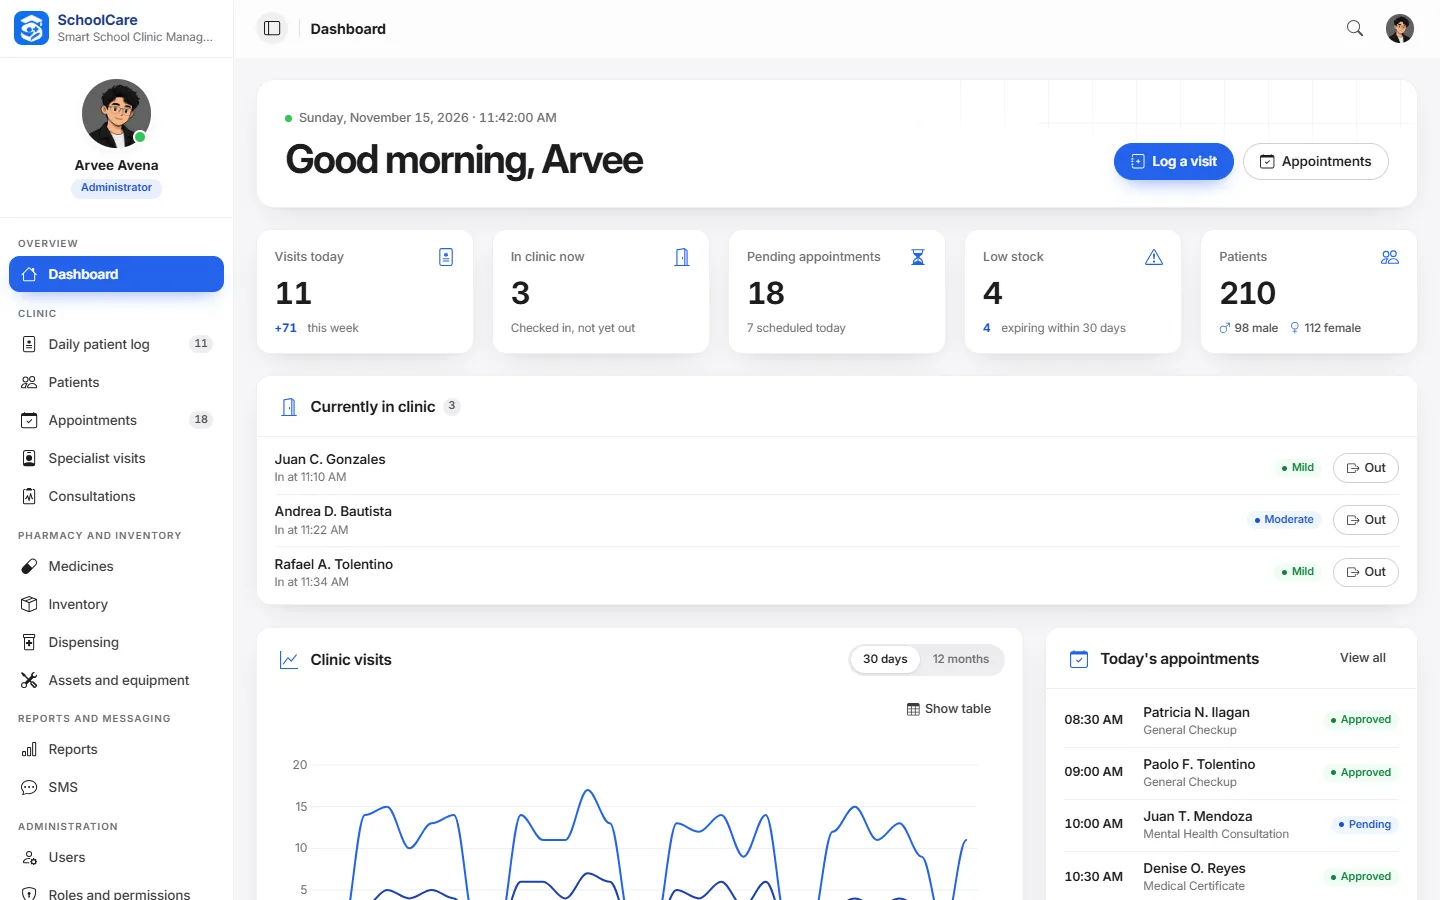 SchoolCare
Smart School Clinic Manag...
Arvee Avena
Administrator
OVERVIEW
Dashboard
CLINIC
Daily patient log 11
Patients
Appointments 18
Specialist visits
Consultations
PHARMACY AND INVENTORY
Medicines
Inventory
Dispensing
Assets and equipment
REPORTS AND MESSAGING
Reports
SMS
ADMINISTRATION
Users
Roles and permissions
Dashboard
Sunday, November 15, 2026 · 11:42:00 AM
Good morning, Arvee
Log a visit
Appointments
Visits today
11
+71 this week
In clinic now
3
Checked in, not yet out
Pending appointments
18
7 scheduled today
Low stock
4
4 expiring within 30 days
Patients
210
98 male 112 female
Currently in clinic 3
Juan C. Gonzales
In at 11:10 AM
Mild Out
Andrea D. Bautista
In at 11:22 AM
Moderate Out
Rafael A. Tolentino
In at 11:34 AM
Mild Out
Clinic visits
30 days 12 months
Show table
20
15
10
5
Today's appointments View all
08:30 AM Patricia N. Ilagan
General Checkup
Approved
09:00 AM Paolo F. Tolentino
General Checkup
Approved
10:00 AM Juan T. Mendoza
Mental Health Consultation
Pending
10:30 AM Denise O. Reyes
Medical Certificate
Approved